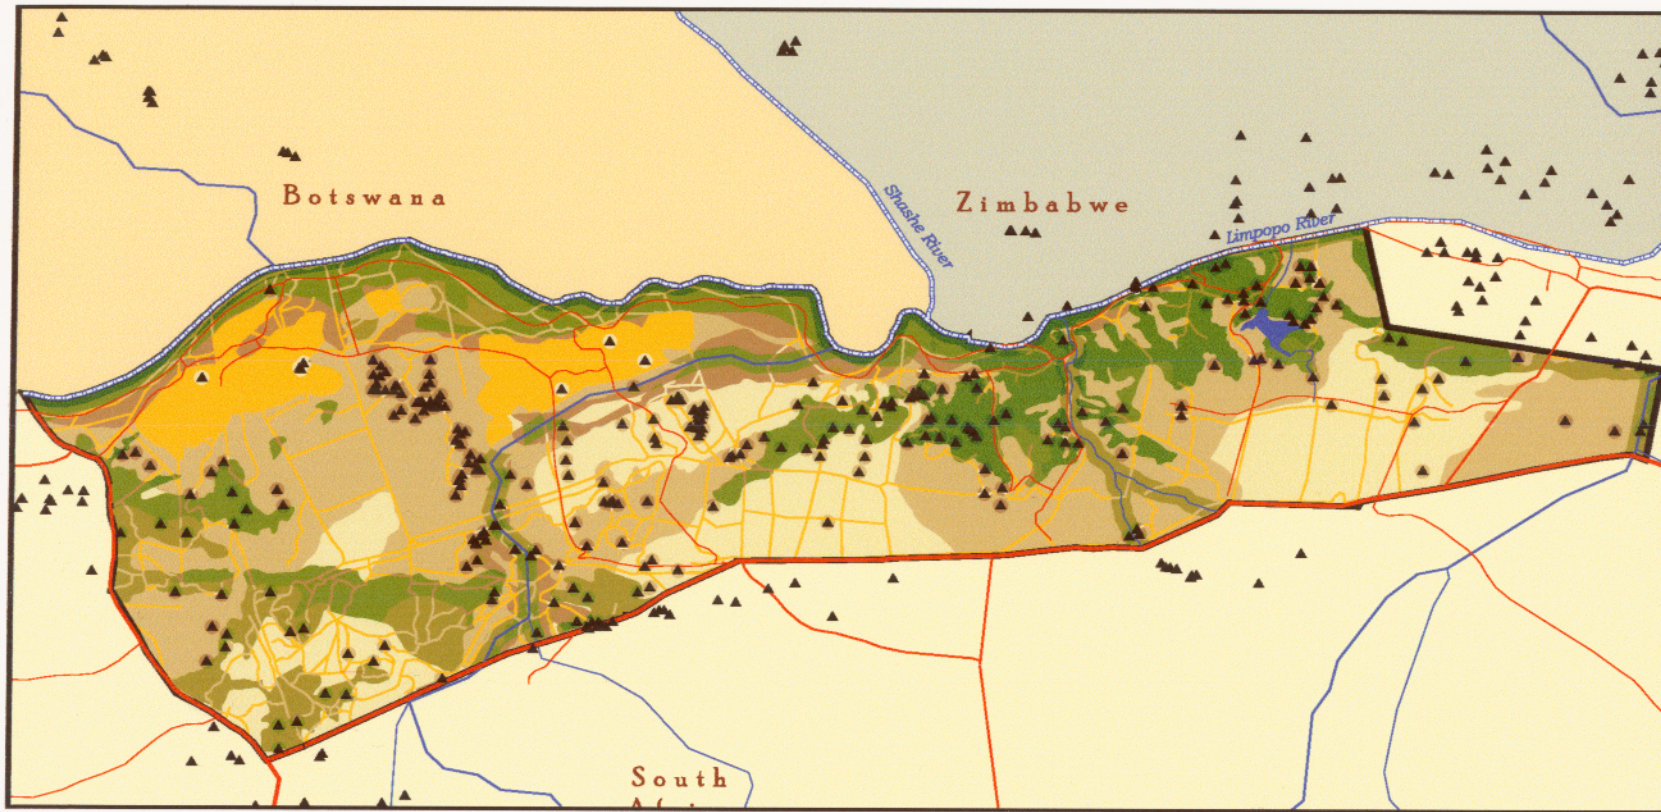 Botswana
Zimbabwe
Shashe River
Limpopo River
South